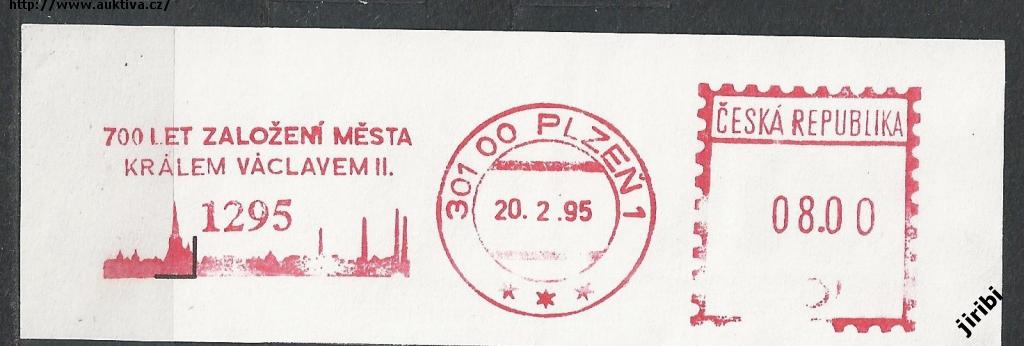 http://www.auktiva.cz/
700 LET ZALOŽENÍ MĚSTA
KRÁLEM VÁCLAVEM II.
1295
301 00 PLZEŇ 1
20. 2.95
ČESKÁ REPUBLIKA
08.00
jiribi